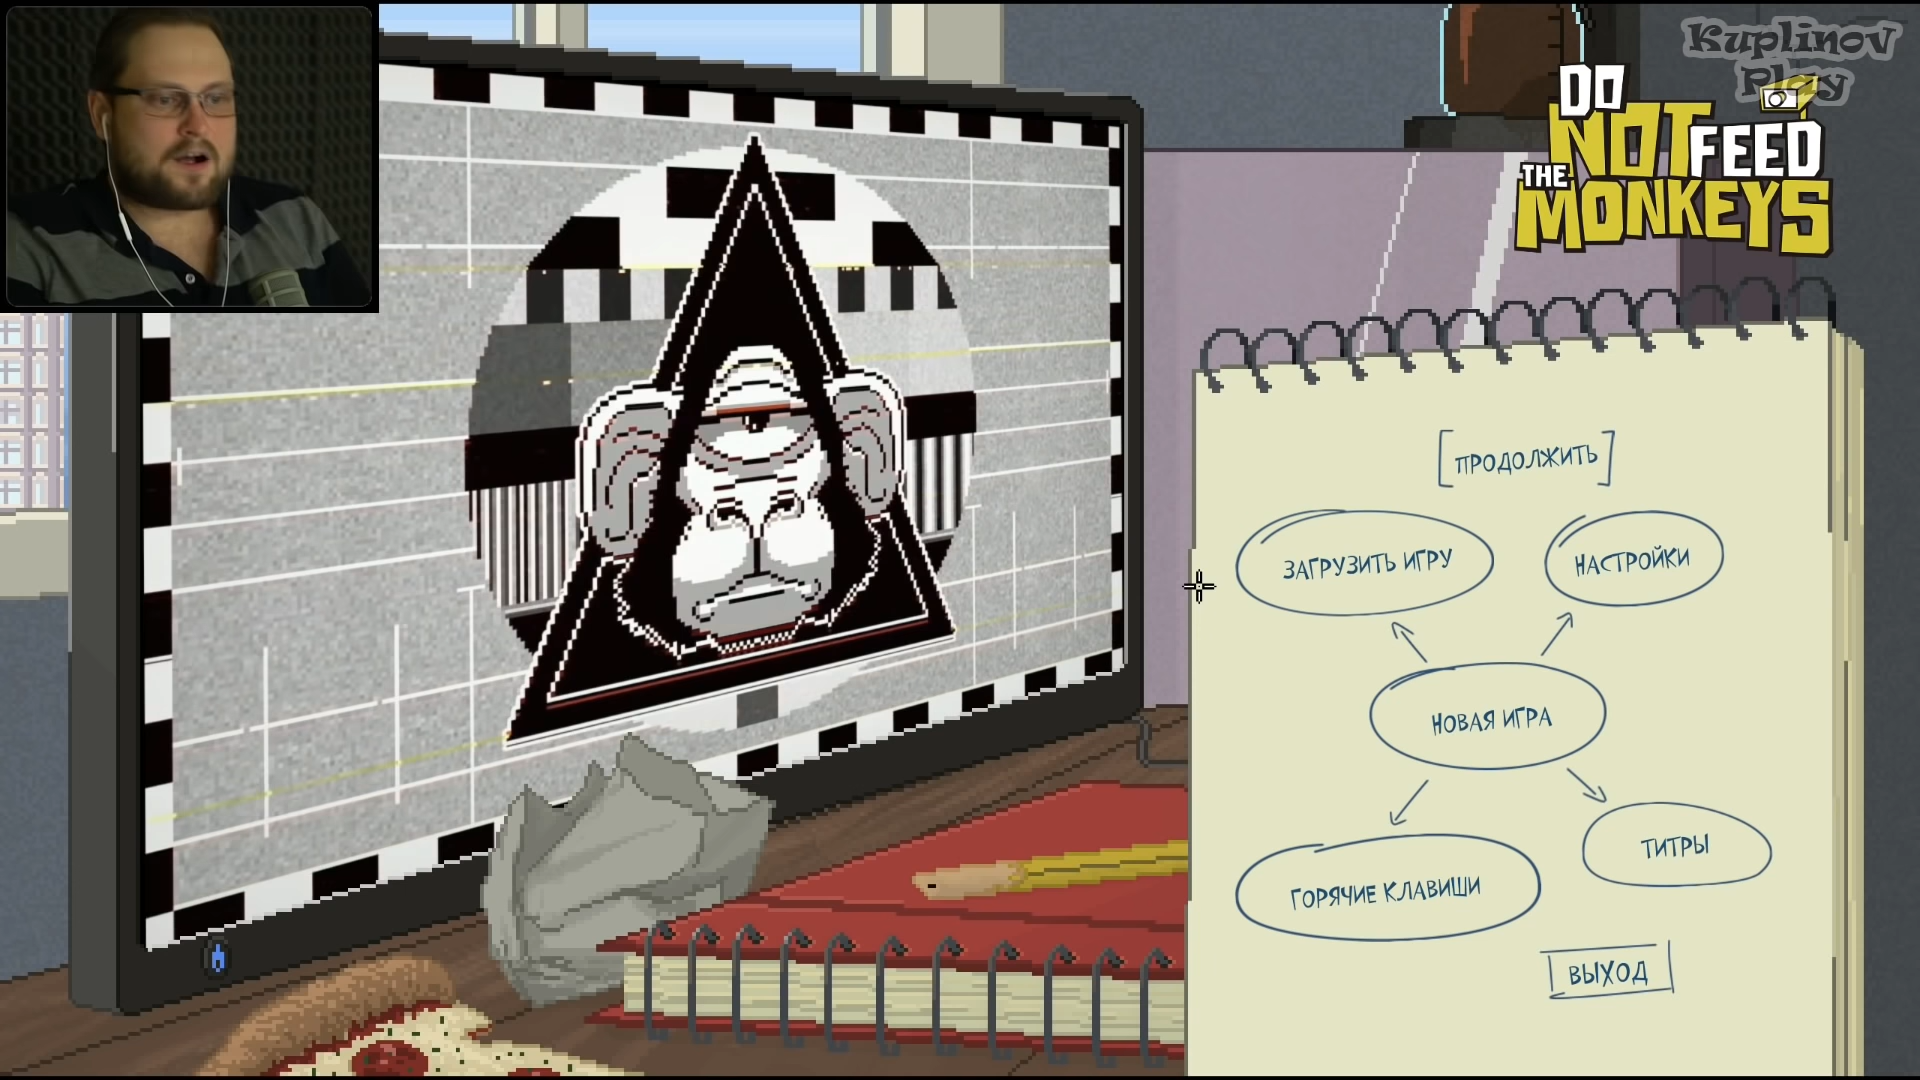 Kuplinov
Play
DO
NOT FEED
THE
MONKEYS
ПРОДОЛЖИТЬ
ЗАГРУЗИТЬ ИГРУ
НАСТРОЙКИ
НОВАЯ ИГРА
ТИТРЫ
ГОРЯЧИЕ КЛАВИШИ
ВЫХОД